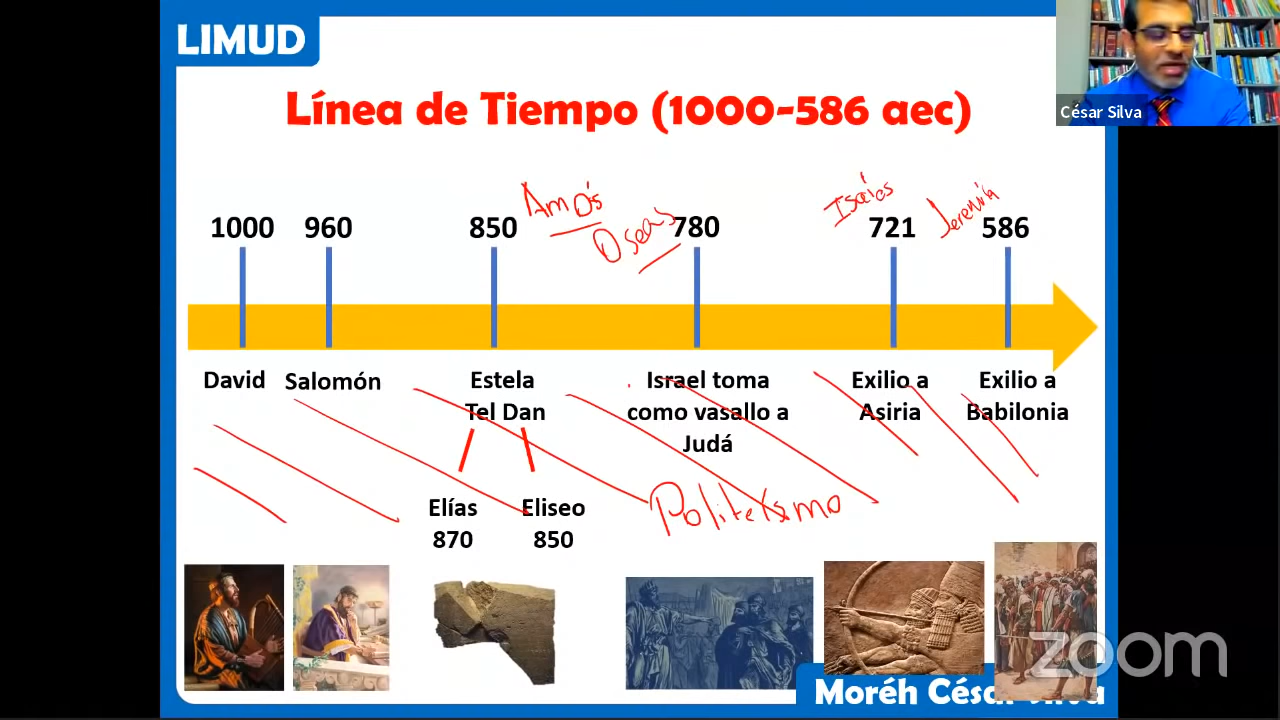 LIMUD
César Silva
Línea de Tiempo (1000-586 aec)
Amós
Oseas
Isaías
Jeremía
1000 960 850 780 721 586
David
Salomón
Estela
Tel Dan
Israel toma
como vasallo a
Judá
Exilio a
Asiria
Exilio a
Babilonia
Elías
870
Eliseo
850
Politeísmo
zoom
Moréh César Silva